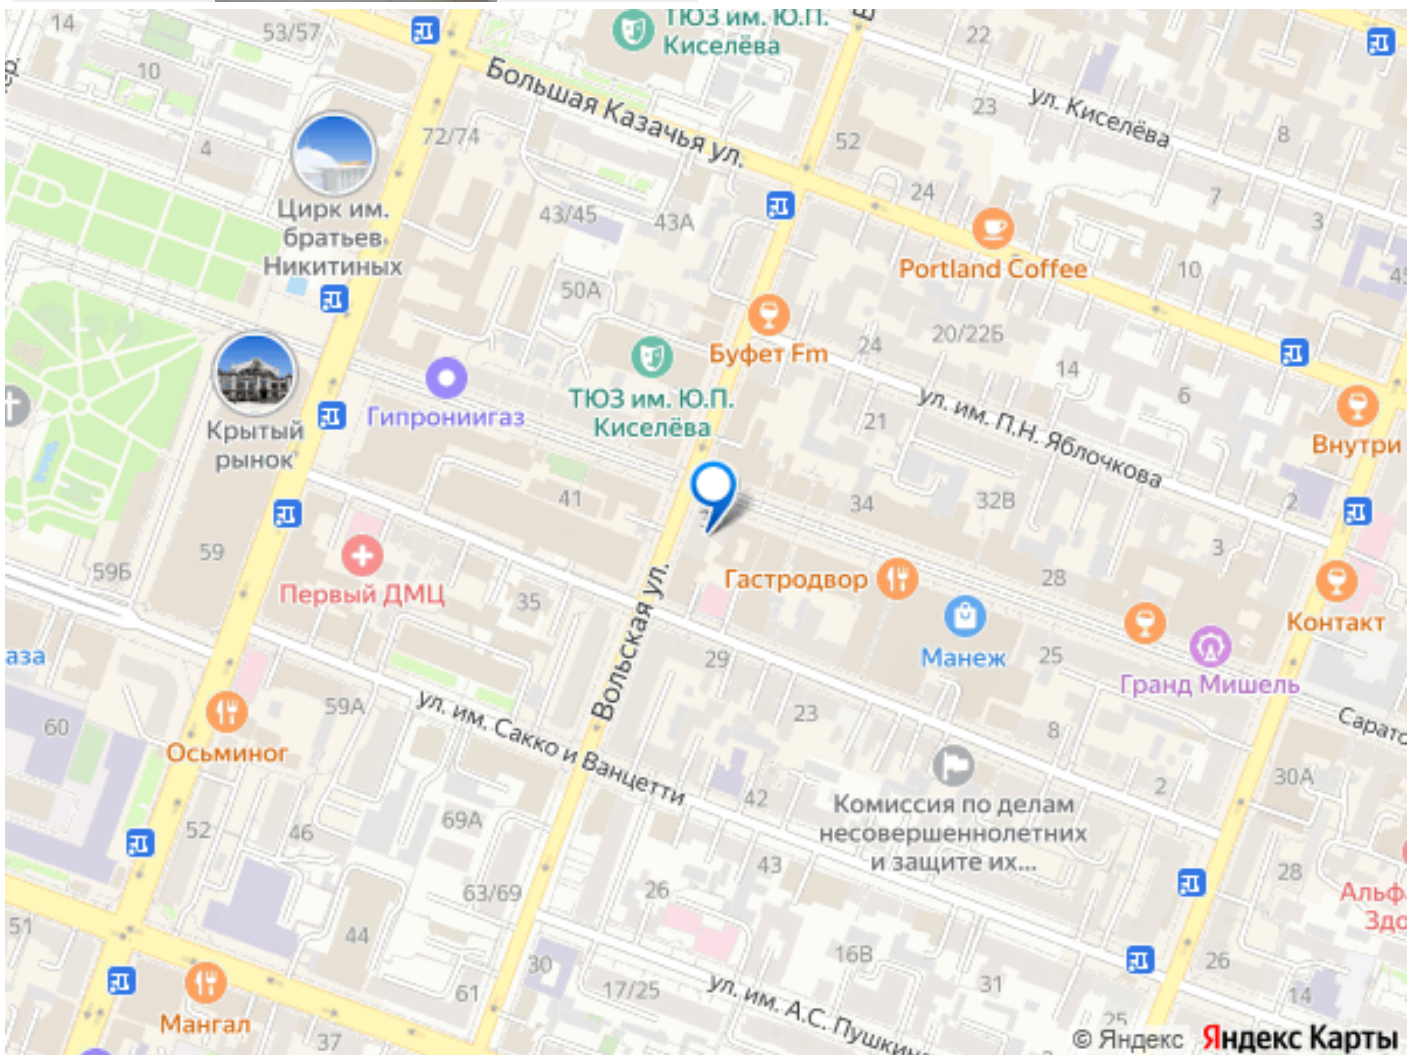 14
53/57
ТЮЗ им. Ю.П.
Киселёва
22
10
Большая Казачья ул.
23
ул. Киселёва
72/74
52
8
4
24
7
3
Цирк им.
братьев
Никитиных
43/45
43А
Portland Coffee
10
45
50А
Буфет Fm
24
20/22Б
14
6
ТЮЗ им. Ю.П.
Киселёва
Гипрониигаз
ул. им. П.Н. Яблочкова
21
Внутри
Крытый
рынок
41
34
32В
2
59
59Б
Первый ДМЦ
35
Гастродвор
28
3
Контакт
Вольская ул.
аза
29
Манеж
25
Гранд Мишель
60
59А
ул. им. Сакко и Ванцетти
23
8
Сарато
Осьминог
42
2
30А
Комиссия по делам
несовершеннолетних
и защите их...
52
46
69А
43
28
Альфа
Здо
63/69
26
51
44
16В
30
17/25
61
31
26
14
ул. им. А.С. Пушкина
25
Мангал
37
© Яндекс Яндекс Карты